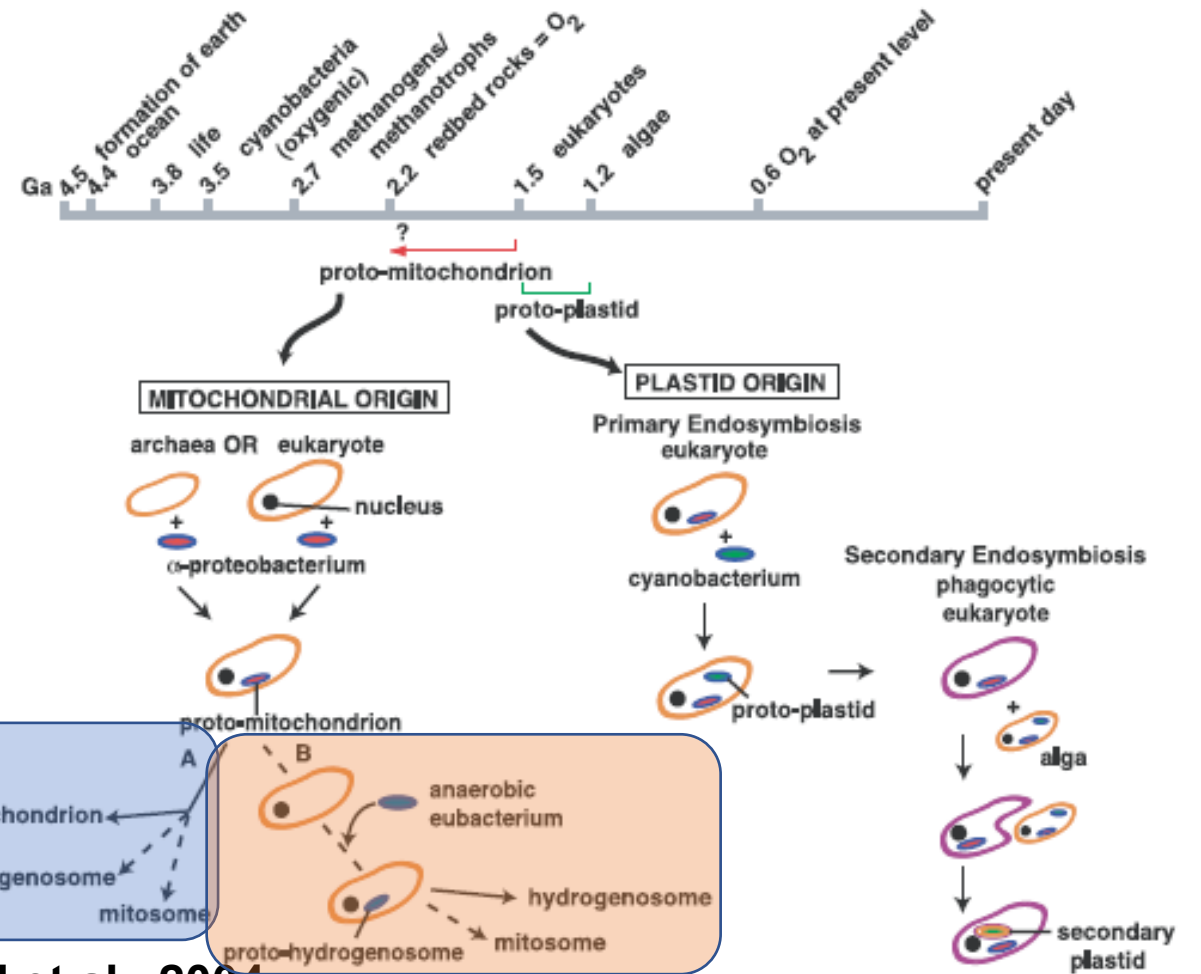 formation of earth
ocean
life
cyanobacteria
(oxygenic)
methanogens/
methanotrophs
redbed rocks = O2
eukaryotes
algae
O2 at present level
present day
Ga 4.5 4.4 3.8 3.5 2.7 2.2 1.5 1.2 0.6
?
proto-mitochondrion
proto-plastid
MITOCHONDRIAL ORIGIN
archaea OR eukaryote
nucleus
+ +
α-proteobacterium
proto-mitochondrion
A
chondrion
genosome
mitosome
B
anaerobic
eubacterium
hydrogenosome
mitosome
proto-hydrogenosome
PLASTID ORIGIN
Primary Endosymbiosis
eukaryote
+
cyanobacterium
proto-plastid
Secondary Endosymbiosis
phagocytic
eukaryote
+
alga
secondary
plastid
et al